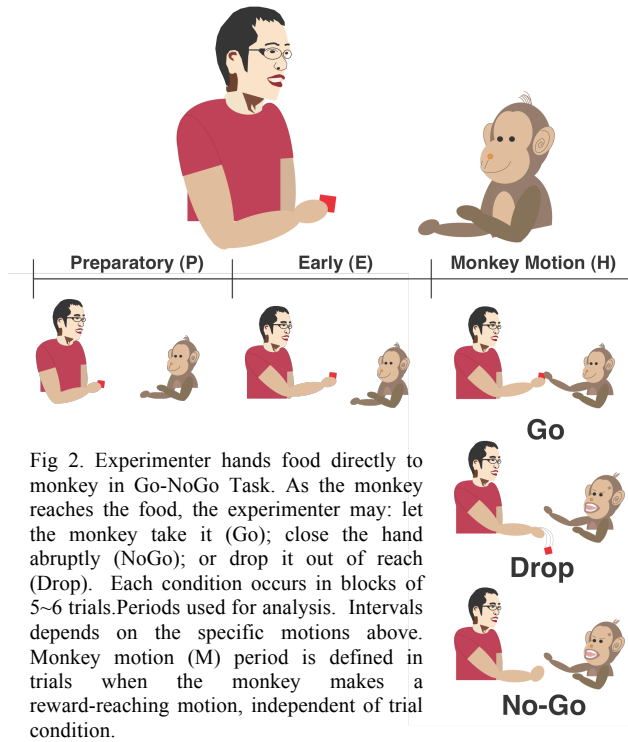 Preparatory (P) Early (E) Monkey Motion (H)
Go
Drop
No-Go
Fig 2. Experimenter hands food directly to
monkey in Go-NoGo Task. As the monkey
reaches the food, the experimenter may: let
the monkey take it (Go); close the hand
abruptly (NoGo); or drop it out of reach
(Drop). Each condition occurs in blocks of
5~6 trials.Periods used for analysis. Intervals
depends on the specific motions above.
Monkey motion (M) period is defined in
trials when the monkey makes a
reward-reaching motion, independent of trial
condition.